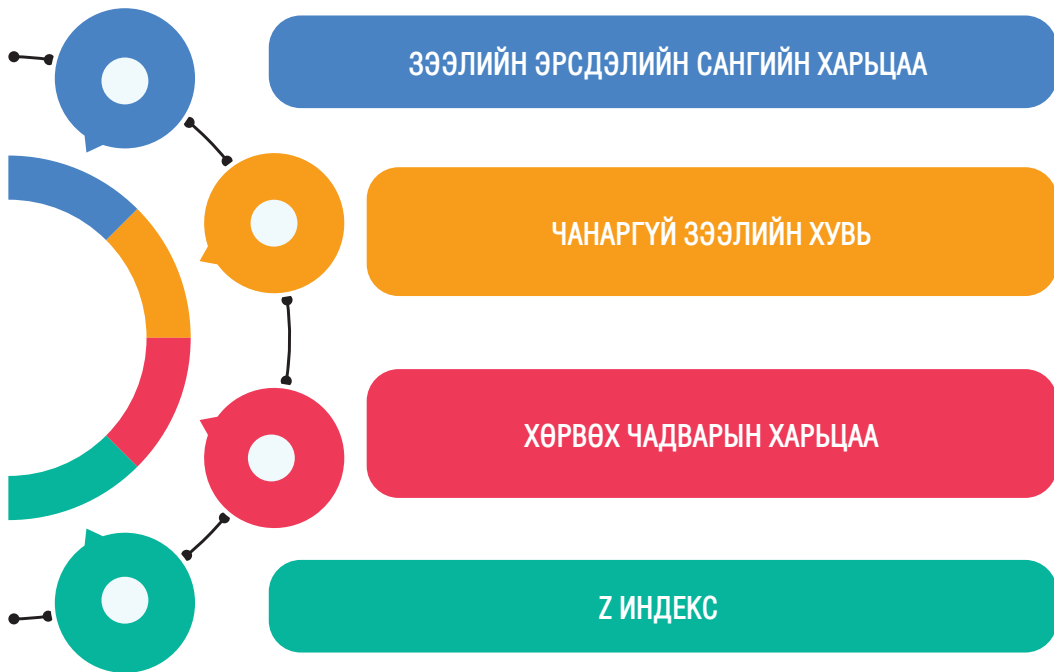 ЗЭЭЛИЙН ЭРСДЭЛИЙН САНГИЙН ХАРЬЦАА
ЧАНАРГҮЙ ЗЭЭЛИЙН ХУВЬ
ХӨРВӨХ ЧАДВАРЫН ХАРЬЦАА
Z ИНДЕКС